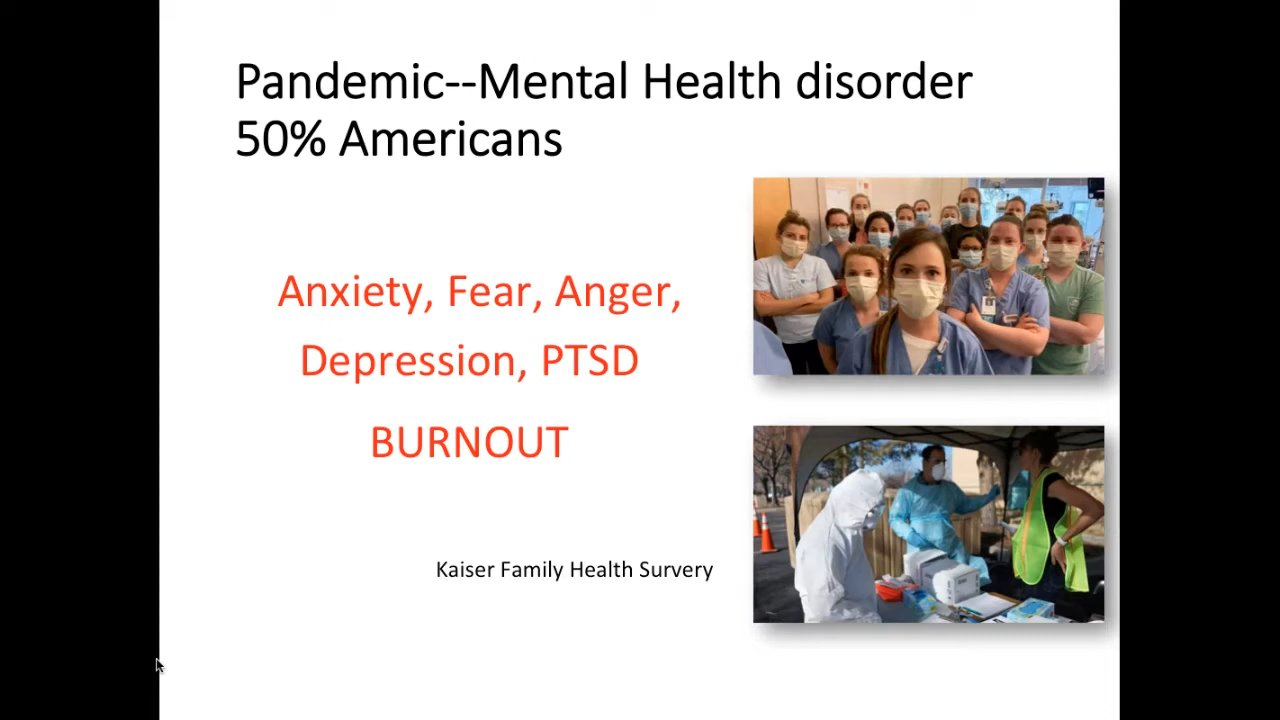 Pandemic--Mental Health disorder
50% Americans
Anxiety, Fear, Anger,
Depression, PTSD
BURNOUT
Kaiser Family Health Survery